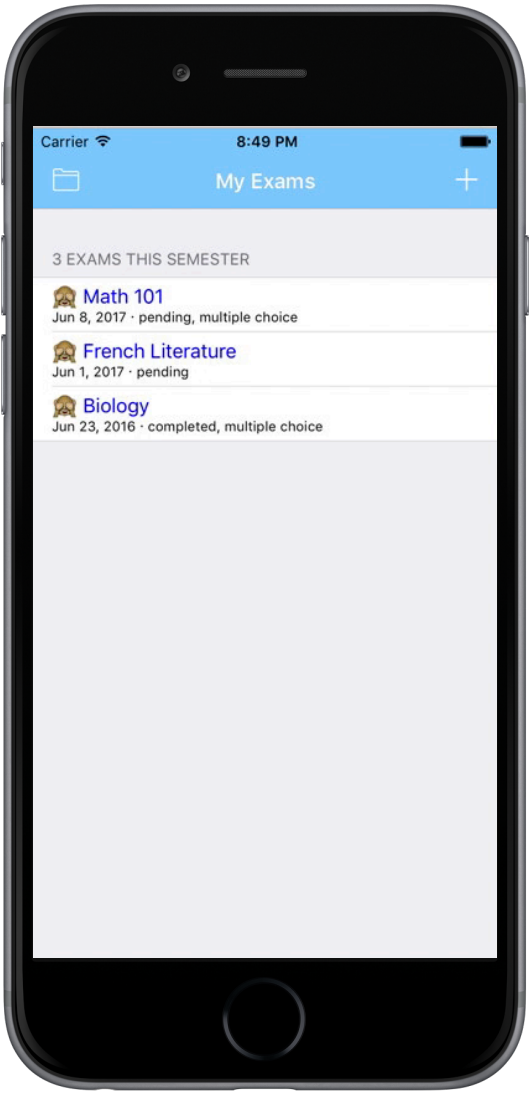 Carrier 8:49 PM
My Exams
3 EXAMS THIS SEMESTER
🙈 Math 101
Jun 8, 2017 · pending, multiple choice
🙈 French Literature
Jun 1, 2017 · pending
🙈 Biology
Jun 23, 2016 · completed, multiple choice